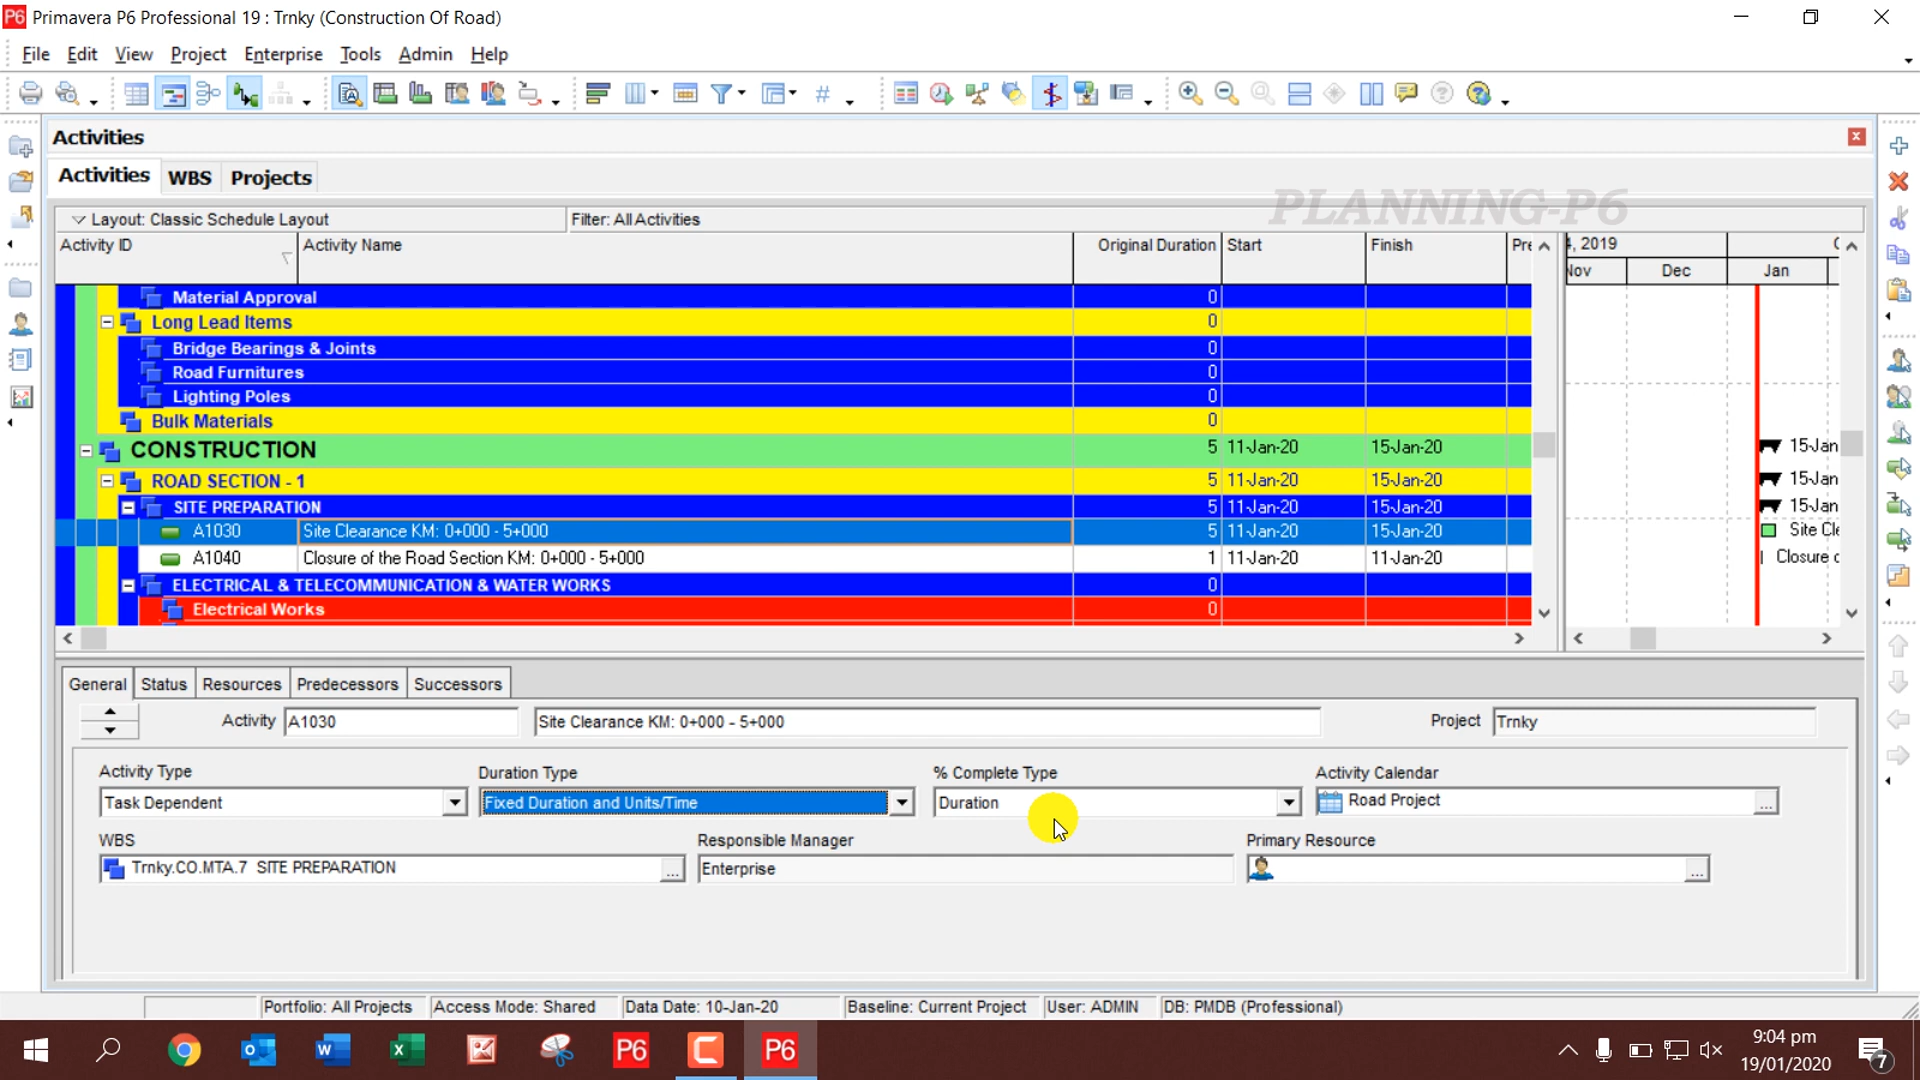 P6 Primavera P6 Professional 19 : Trnky (Construction Of Road)
File Edit View Project Enterprise Tools Admin Help
Activities
Activities WBS Projects
PLANNING-P6
Layout: Classic Schedule Layout Filter: All Activities
Activity ID Activity Name Original Duration Start Finish Pre , 2019
Nov Dec Jan
Material Approval 0
Long Lead Items 0
Bridge Bearings & Joints 0
Road Furnitures 0
Lighting Poles 0
Bulk Materials 0
CONSTRUCTION 5 11-Jan-20 15-Jan-20 15-Jan
ROAD SECTION - 1 5 11-Jan-20 15-Jan-20 15-Jan
SITE PREPARATION 5 11-Jan-20 15-Jan-20 15-Jan
A1030 Site Clearance KM: 0+000 - 5+000 5 11-Jan-20 15-Jan-20 Site Cle
A1040 Closure of the Road Section KM: 0+000 - 5+000 1 11-Jan-20 11-Jan-20 Closure
ELECTRICAL & TELECOMMUNICATION & WATER WORKS 0
Electrical Works 0
General Status Resources Predecessors Successors
Activity A1030 Site Clearance KM: 0+000 - 5+000 Project Trnky
Activity Type Duration Type % Complete Type Activity Calendar
Task Dependent Fixed Duration and Units/Time Duration Road Project ...
WBS Responsible Manager Primary Resource
Trnky.CO.MTA.7 SITE PREPARATION ... Enterprise ...
Portfolio: All Projects Access Mode: Shared Data Date: 10-Jan-20 Baseline: Current Project User: ADMIN DB: PMDB (Professional)
P6 P6
9:04 pm
19/01/2020
7